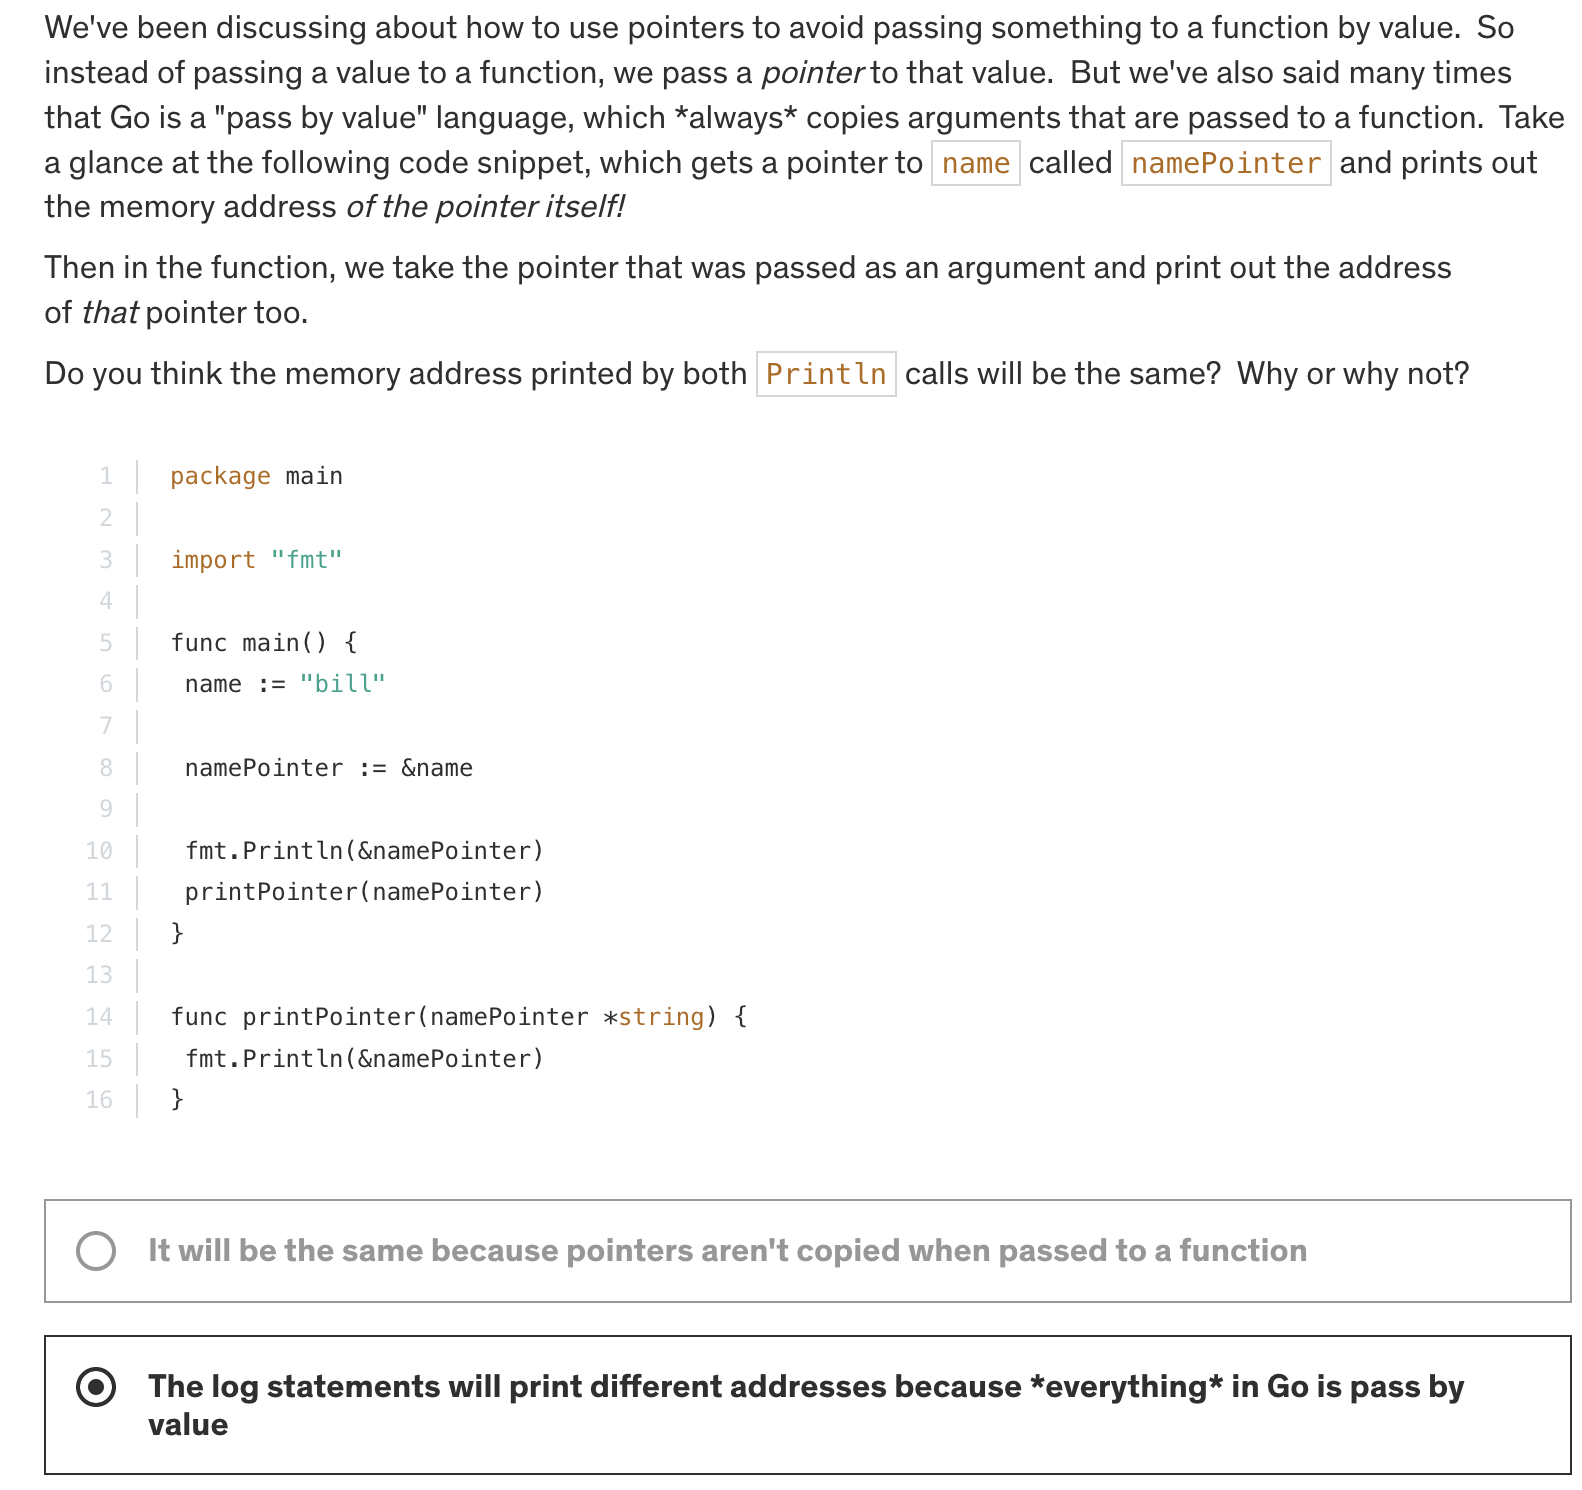 We've been discussing about how to use pointers to avoid passing something to a function by value.  So
instead of passing a value to a function, we pass a pointer to that value.  But we've also said many times
that Go is a "pass by value" language, which *always* copies arguments that are passed to a function.  Take
a glance at the following code snippet, which gets a pointer to name called namePointer and prints out
the memory address of the pointer itself!
Then in the function, we take the pointer that was passed as an argument and print out the address
of that pointer too.
Do you think the memory address printed by both Println calls will be the same?  Why or why not?
1 package main
2
3 import "fmt"
4
5 func main() {
6  name := "bill"
7
8  namePointer := &name
9
10  fmt.Println(&namePointer)
11  printPointer(namePointer)
12 }
13
14 func printPointer(namePointer *string) {
15  fmt.Println(&namePointer)
16 }
It will be the same because pointers aren't copied when passed to a function
The log statements will print different addresses because *everything* in Go is pass by
value